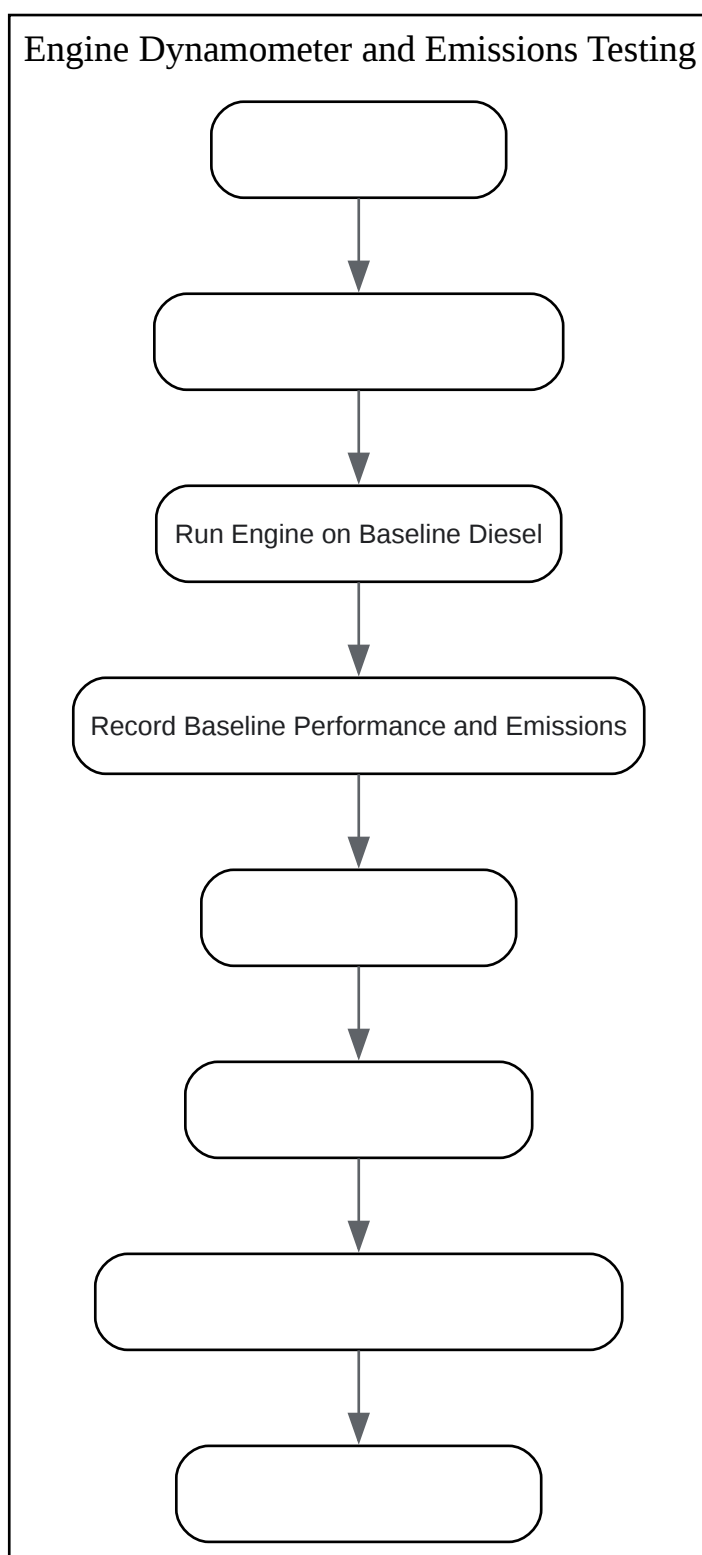 Engine Dynamometer and Emissions Testing
Run Engine on Baseline Diesel
Record Baseline Performance and Emissions